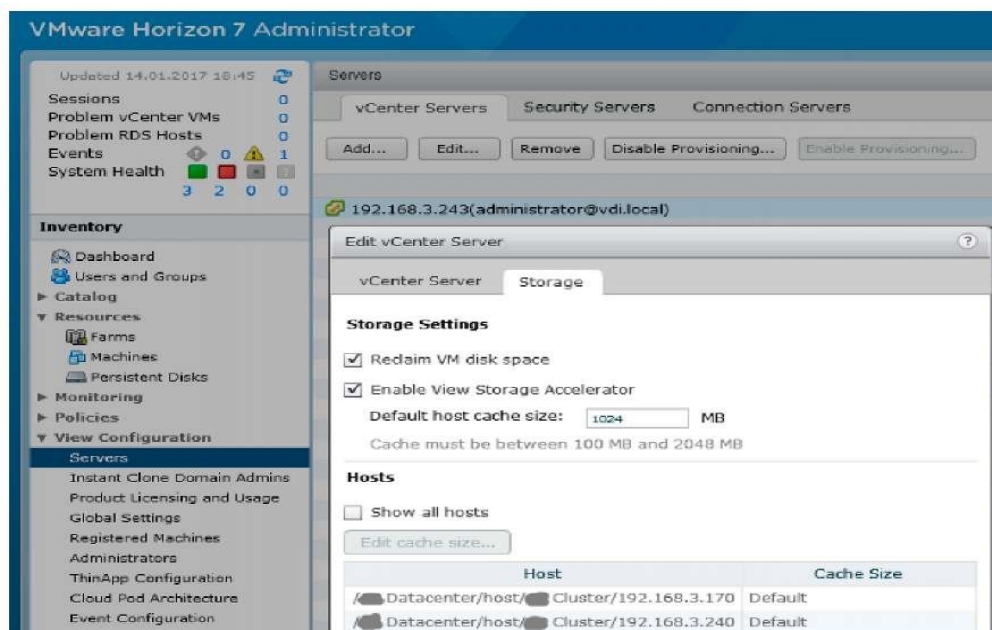 VMware Horizon 7 Administrator
Updated 14.01.2017 18:45
Sessions 0
Problem vCenter VMs 0
Problem RDS Hosts 0
Events 0 1
System Health
3 2 0 0
Inventory
Dashboard
Users and Groups
Catalog
Resources
Farms
Machines
Persistent Disks
Monitoring
Policies
View Configuration
Servers
Instant Clone Domain Admins
Product Licensing and Usage
Global Settings
Registered Machines
Administrators
ThinApp Configuration
Cloud Pod Architecture
Event Configuration
Servers
vCenter Servers Security Servers Connection Servers
Add... Edit... Remove Disable Provisioning... Enable Provisioning...
192.168.3.243(administrator@vdi.local)
Edit vCenter Server ?
vCenter Server Storage
Storage Settings
Reclaim VM disk space
Enable View Storage Accelerator
Default host cache size: 1024 MB
Cache must be between 100 MB and 2048 MB
Hosts
Show all hosts
Edit cache size...
Host Cache Size
/ Datacenter/host/ Cluster/192.168.3.170 Default
/ Datacenter/host/ Cluster/192.168.3.240 Default